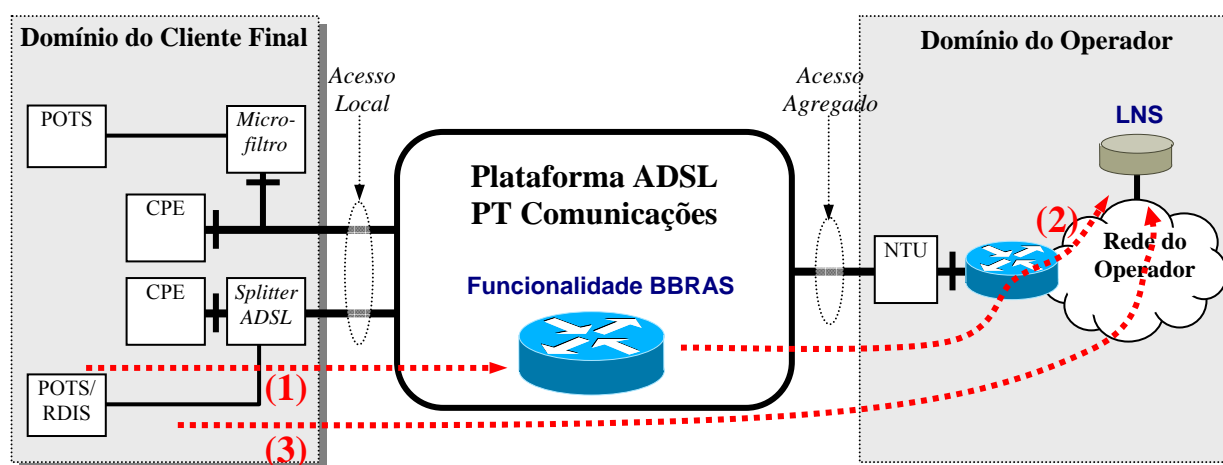 Domínio do Cliente Final
POTS
Micro-
filtro
CPE
CPE
Splitter
ADSL
POTS/
RDIS
(1)
(3)
Acesso
Local
Plataforma ADSL
PT Comunicações
Funcionalidade BBRAS
Acesso
Agregado
Domínio do Operador
LNS
(2)
NTU
Rede do
Operador